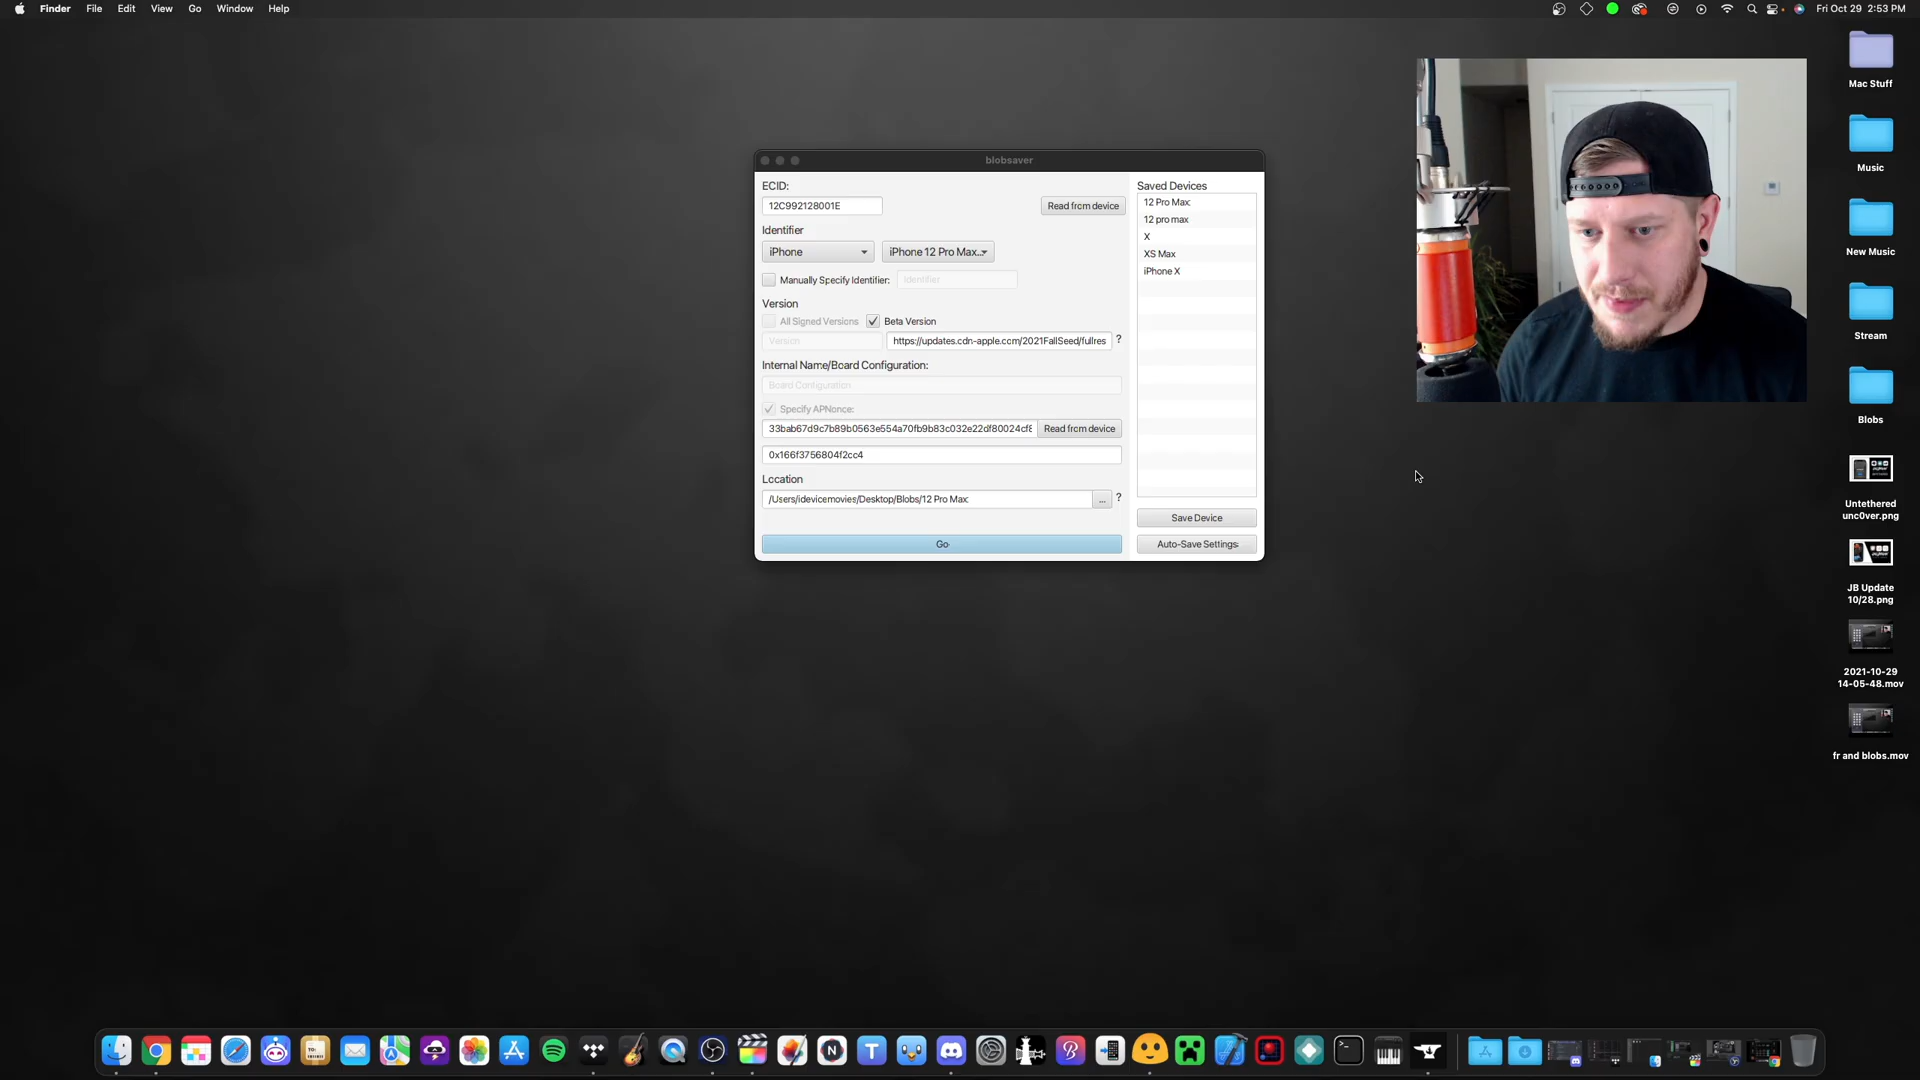 Finder File Edit View Go Window Help
Fri Oct 29 2:53 PM
Mac Stuff
Music
New Music
Stream
Blobs
Untethered
unc0ver.png
JB Update
10/28.png
2021-10-29
14-05-48.mov
fr and blobs.mov
blobsaver
ECID:
12C992128001E
Read from device
Identifier
iPhone
iPhone 12 Pro Max...
Manually Specify Identifier:
Identifier
Version
All Signed Versions
Beta Version
Version
https://updates.cdn-apple.com/2021FallSeed/fullres
?
Internal Name/Board Configuration:
Board Configuration
Specify APNonce:
33bab67d9c7b89b0563e554a70fb9b83c032e22df80024cf8
Read from device
0x166f3756804f2cc4
Location
/Users/idevicemovies/Desktop/Blobs/12 Pro Max
...
?
Go
Saved Devices
12 Pro Max
12 pro max
X
XS Max
iPhone X
Save Device
Auto-Save Settings